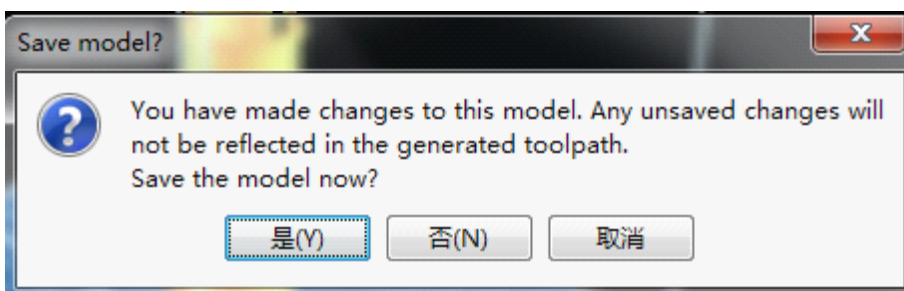 Save model?
You have made changes to this model. Any unsaved changes will
not be reflected in the generated toolpath.
Save the model now?
是(Y) 否(N) 取消